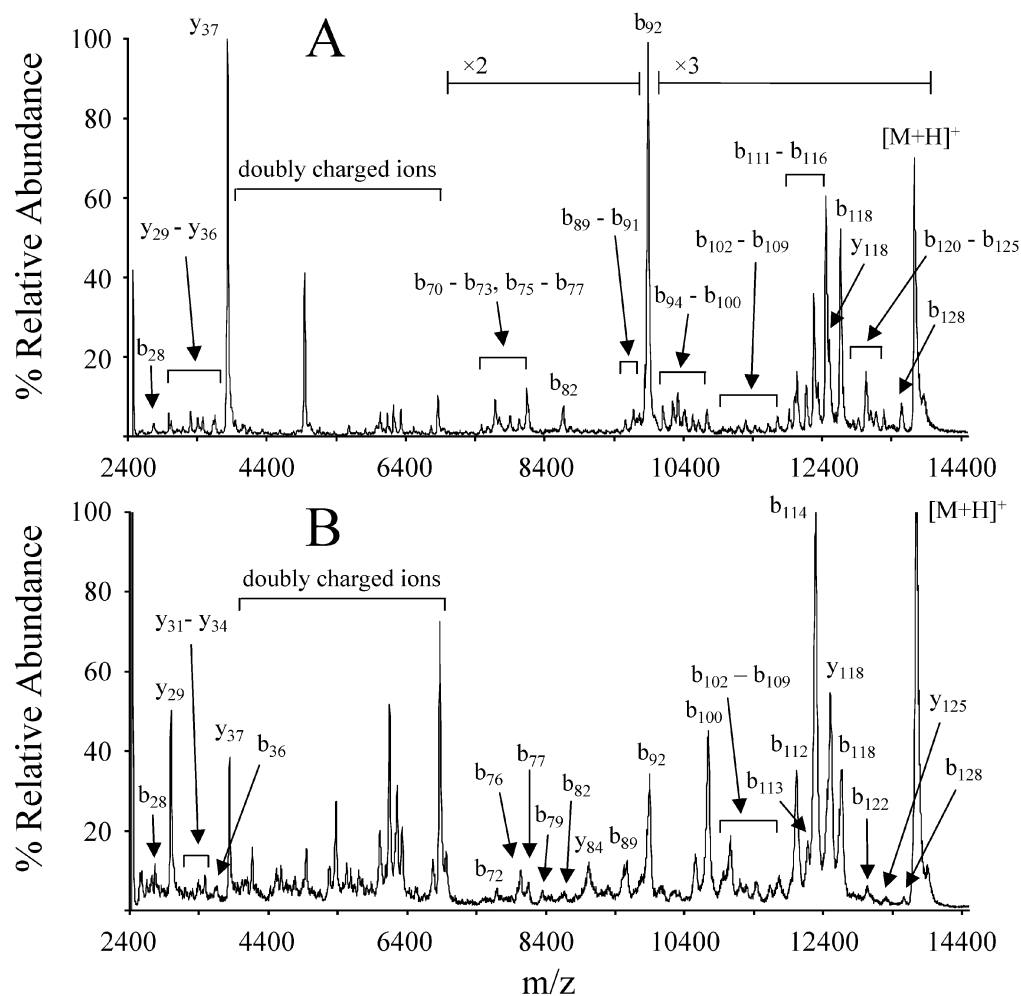 A
% Relative Abundance
100
80
60
40
20
y₃₇
b₉₂
×2
×3
[M+H]⁺
doubly charged ions
b₁₁₁ - b₁₁₆
y₂₉ - y₃₆
b₈₉ - b₉₁
b₁₁₈
b₁₀₂ - b₁₀₉
y₁₁₈
b₁₂₀ - b₁₂₅
b₇₀ - b₇₃, b₇₅ - b₇₇
b₉₄ - b₁₀₀
b₁₂₈
b₂₈
b₈₂
2400 4400 6400 8400 10400 12400 14400
B
% Relative Abundance
100
80
60
40
20
b₁₁₄
[M+H]⁺
doubly charged ions
y₃₁- y₃₄
b₁₀₂ – b₁₀₉
y₁₁₈
y₂₉
b₁₀₀
y₁₂₅
y₃₇
b₃₆
b₇₇
b₉₂
b₁₁₂
b₁₁₈
b₇₆
b₈₂
b₁₁₃
b₁₂₈
b₂₈
b₇₉
b₁₂₂
y₈₄
b₈₉
b₇₂
2400 4400 6400 8400 10400 12400 14400
m/z